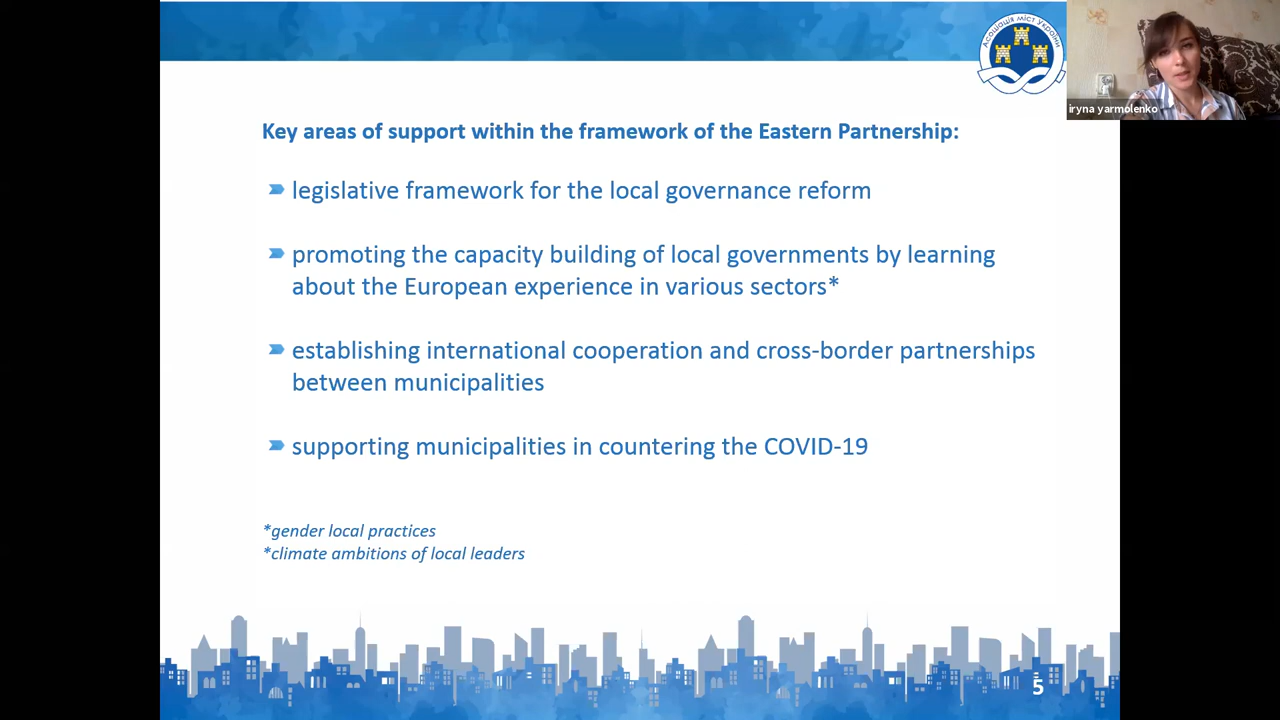 Асоціація міст України
iryna yarmolenko
Key areas of support within the framework of the Eastern Partnership:
legislative framework for the local governance reform
promoting the capacity building of local governments by learning
about the European experience in various sectors*
establishing international cooperation and cross-border partnerships
between municipalities
supporting municipalities in countering the COVID-19
*gender local practices
*climate ambitions of local leaders
5